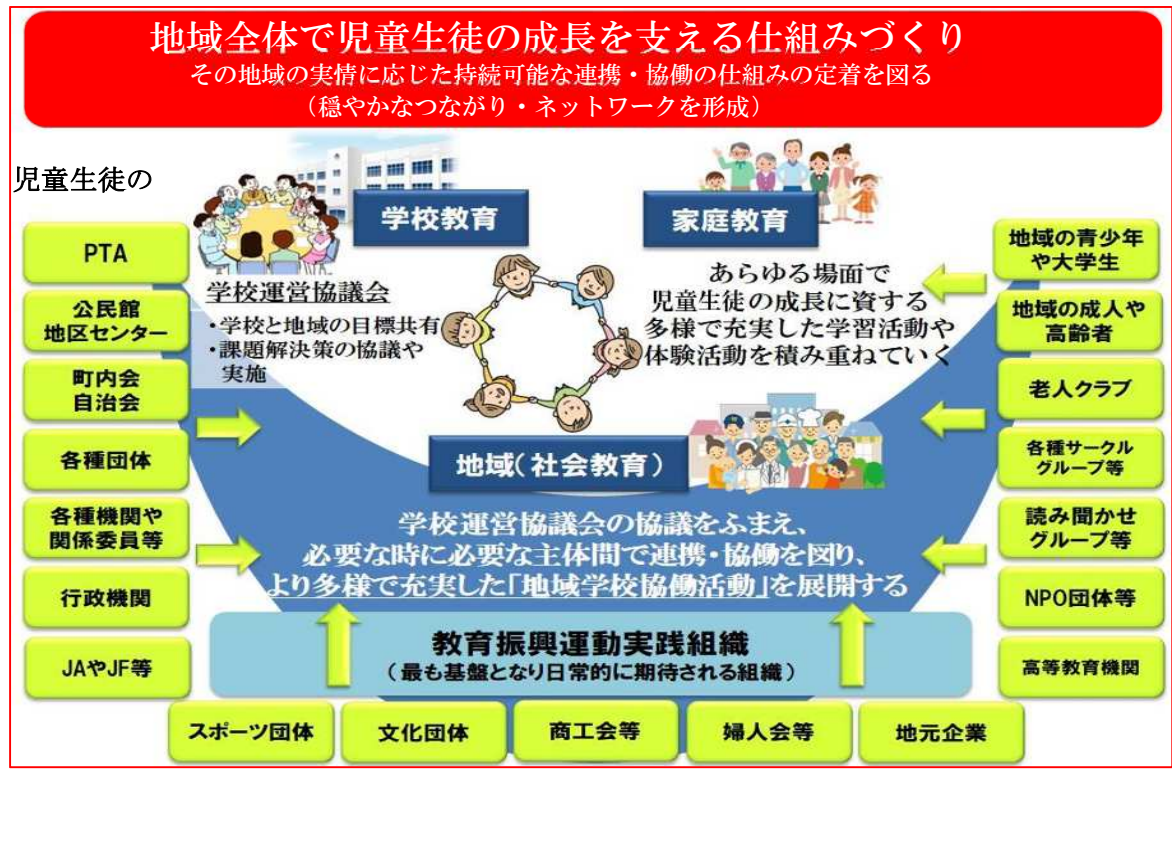 地域全体で児童生徒の成長を支える仕組みづくり
その地域の実情に応じた持続可能な連携・協働の仕組みの定着を図る
（穏やかなつながり・ネットワークを形成）
児童生徒の
学校教育
家庭教育
学校運営協議会
・学校と地域の目標共有
・課題解決策の協議や
実施
あらゆる場面で
児童生徒の成長に資する
多様で充実した学習活動や
体験活動を積み重ねていく
PTA
公民館
地区センター
町内会
自治会
各種団体
各種機関や
関係委員等
行政機関
JAやJF等
地域の青少年
や大学生
地域の成人や
高齢者
老人クラブ
各種サークル
グループ等
読み聞かせ
グループ等
NPO団体等
高等教育機関
地域（社会教育）
学校運営協議会の協議をふまえ、
必要な時に必要な主体間で連携・協働を図り、
より多様で充実した「地域学校協働活動」を展開する
教育振興運動実践組織
（最も基盤となり日常的に期待される組織）
スポーツ団体
文化団体
商工会等
婦人会等
地元企業